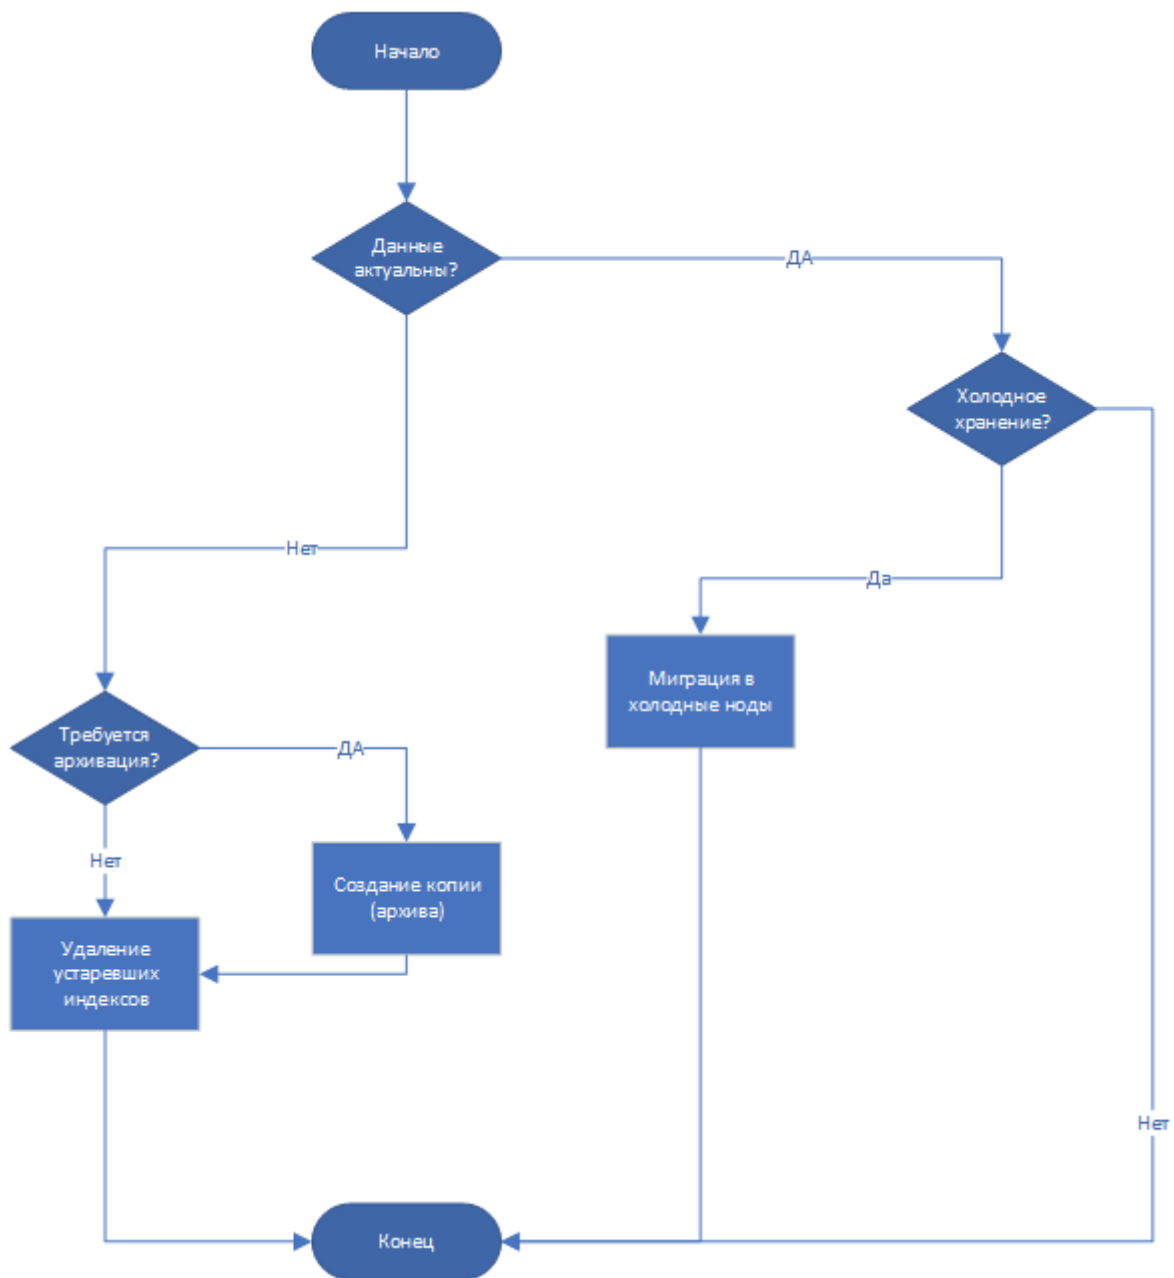 Начало
Данные
актуальны?
ДА
Холодное
хранение?
Нет
Да
Миграция в
холодные ноды
Требуется
архивация?
ДА
Нет
Создание копии
(архива)
Удаление
устаревших
индексов
Нет
Конец